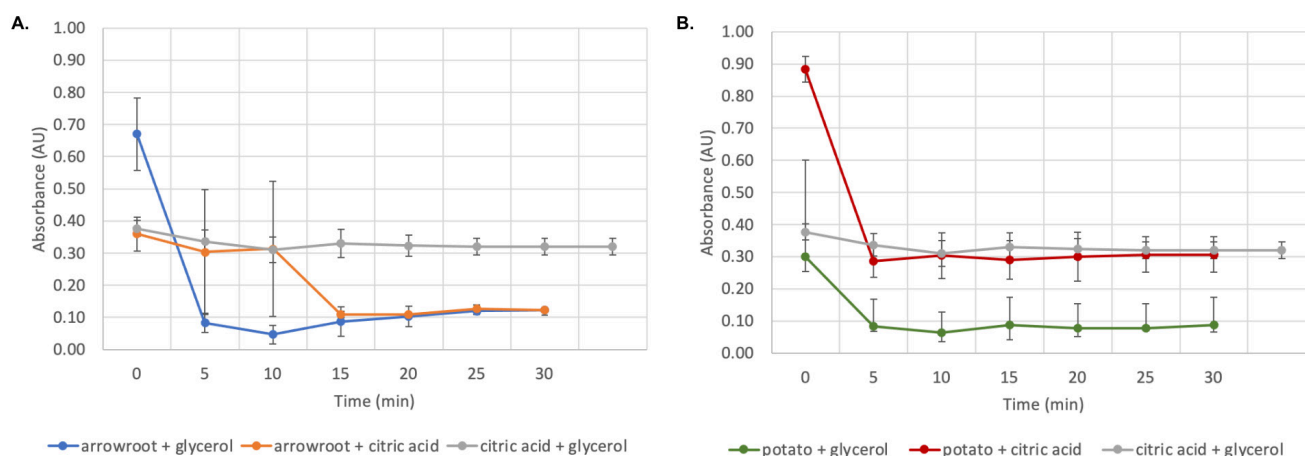 A.
1.00
0.90
0.80
0.70
0.60
0.50
0.40
0.30
0.20
0.10
0.00
Absorbance (AU)
0 5 10 15 20 25 30
Time (min)
arrowroot + glycerol arrowroot + citric acid citric acid + glycerol
B.
1.00
0.90
0.80
0.70
0.60
0.50
0.40
0.30
0.20
0.10
0.00
Absorbance (AU)
0 5 10 15 20 25 30
Time (min)
potato + glycerol potato + citric acid citric acid + glycerol